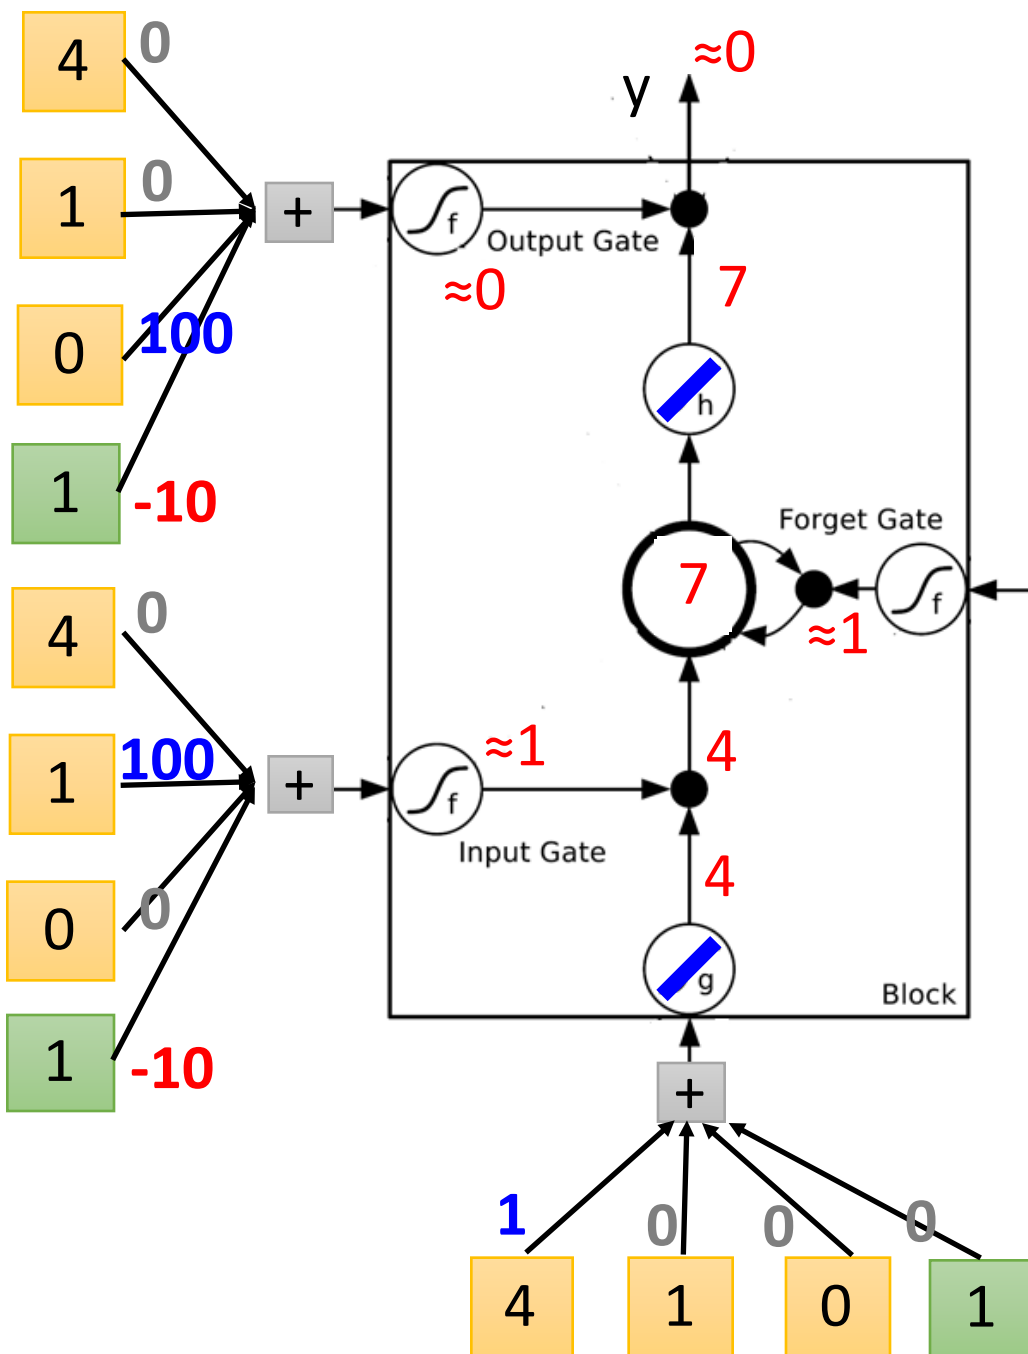 4 0
≈0
y
1 0
+ f
Output Gate
≈0
7
0 100
h
1 -10
Forget Gate
7
f
≈1
4 0
1 100
≈1
4
+ f
Input Gate
4
0 0
g
Block
1 -10
+
1 0 0 0
4 1 0 1